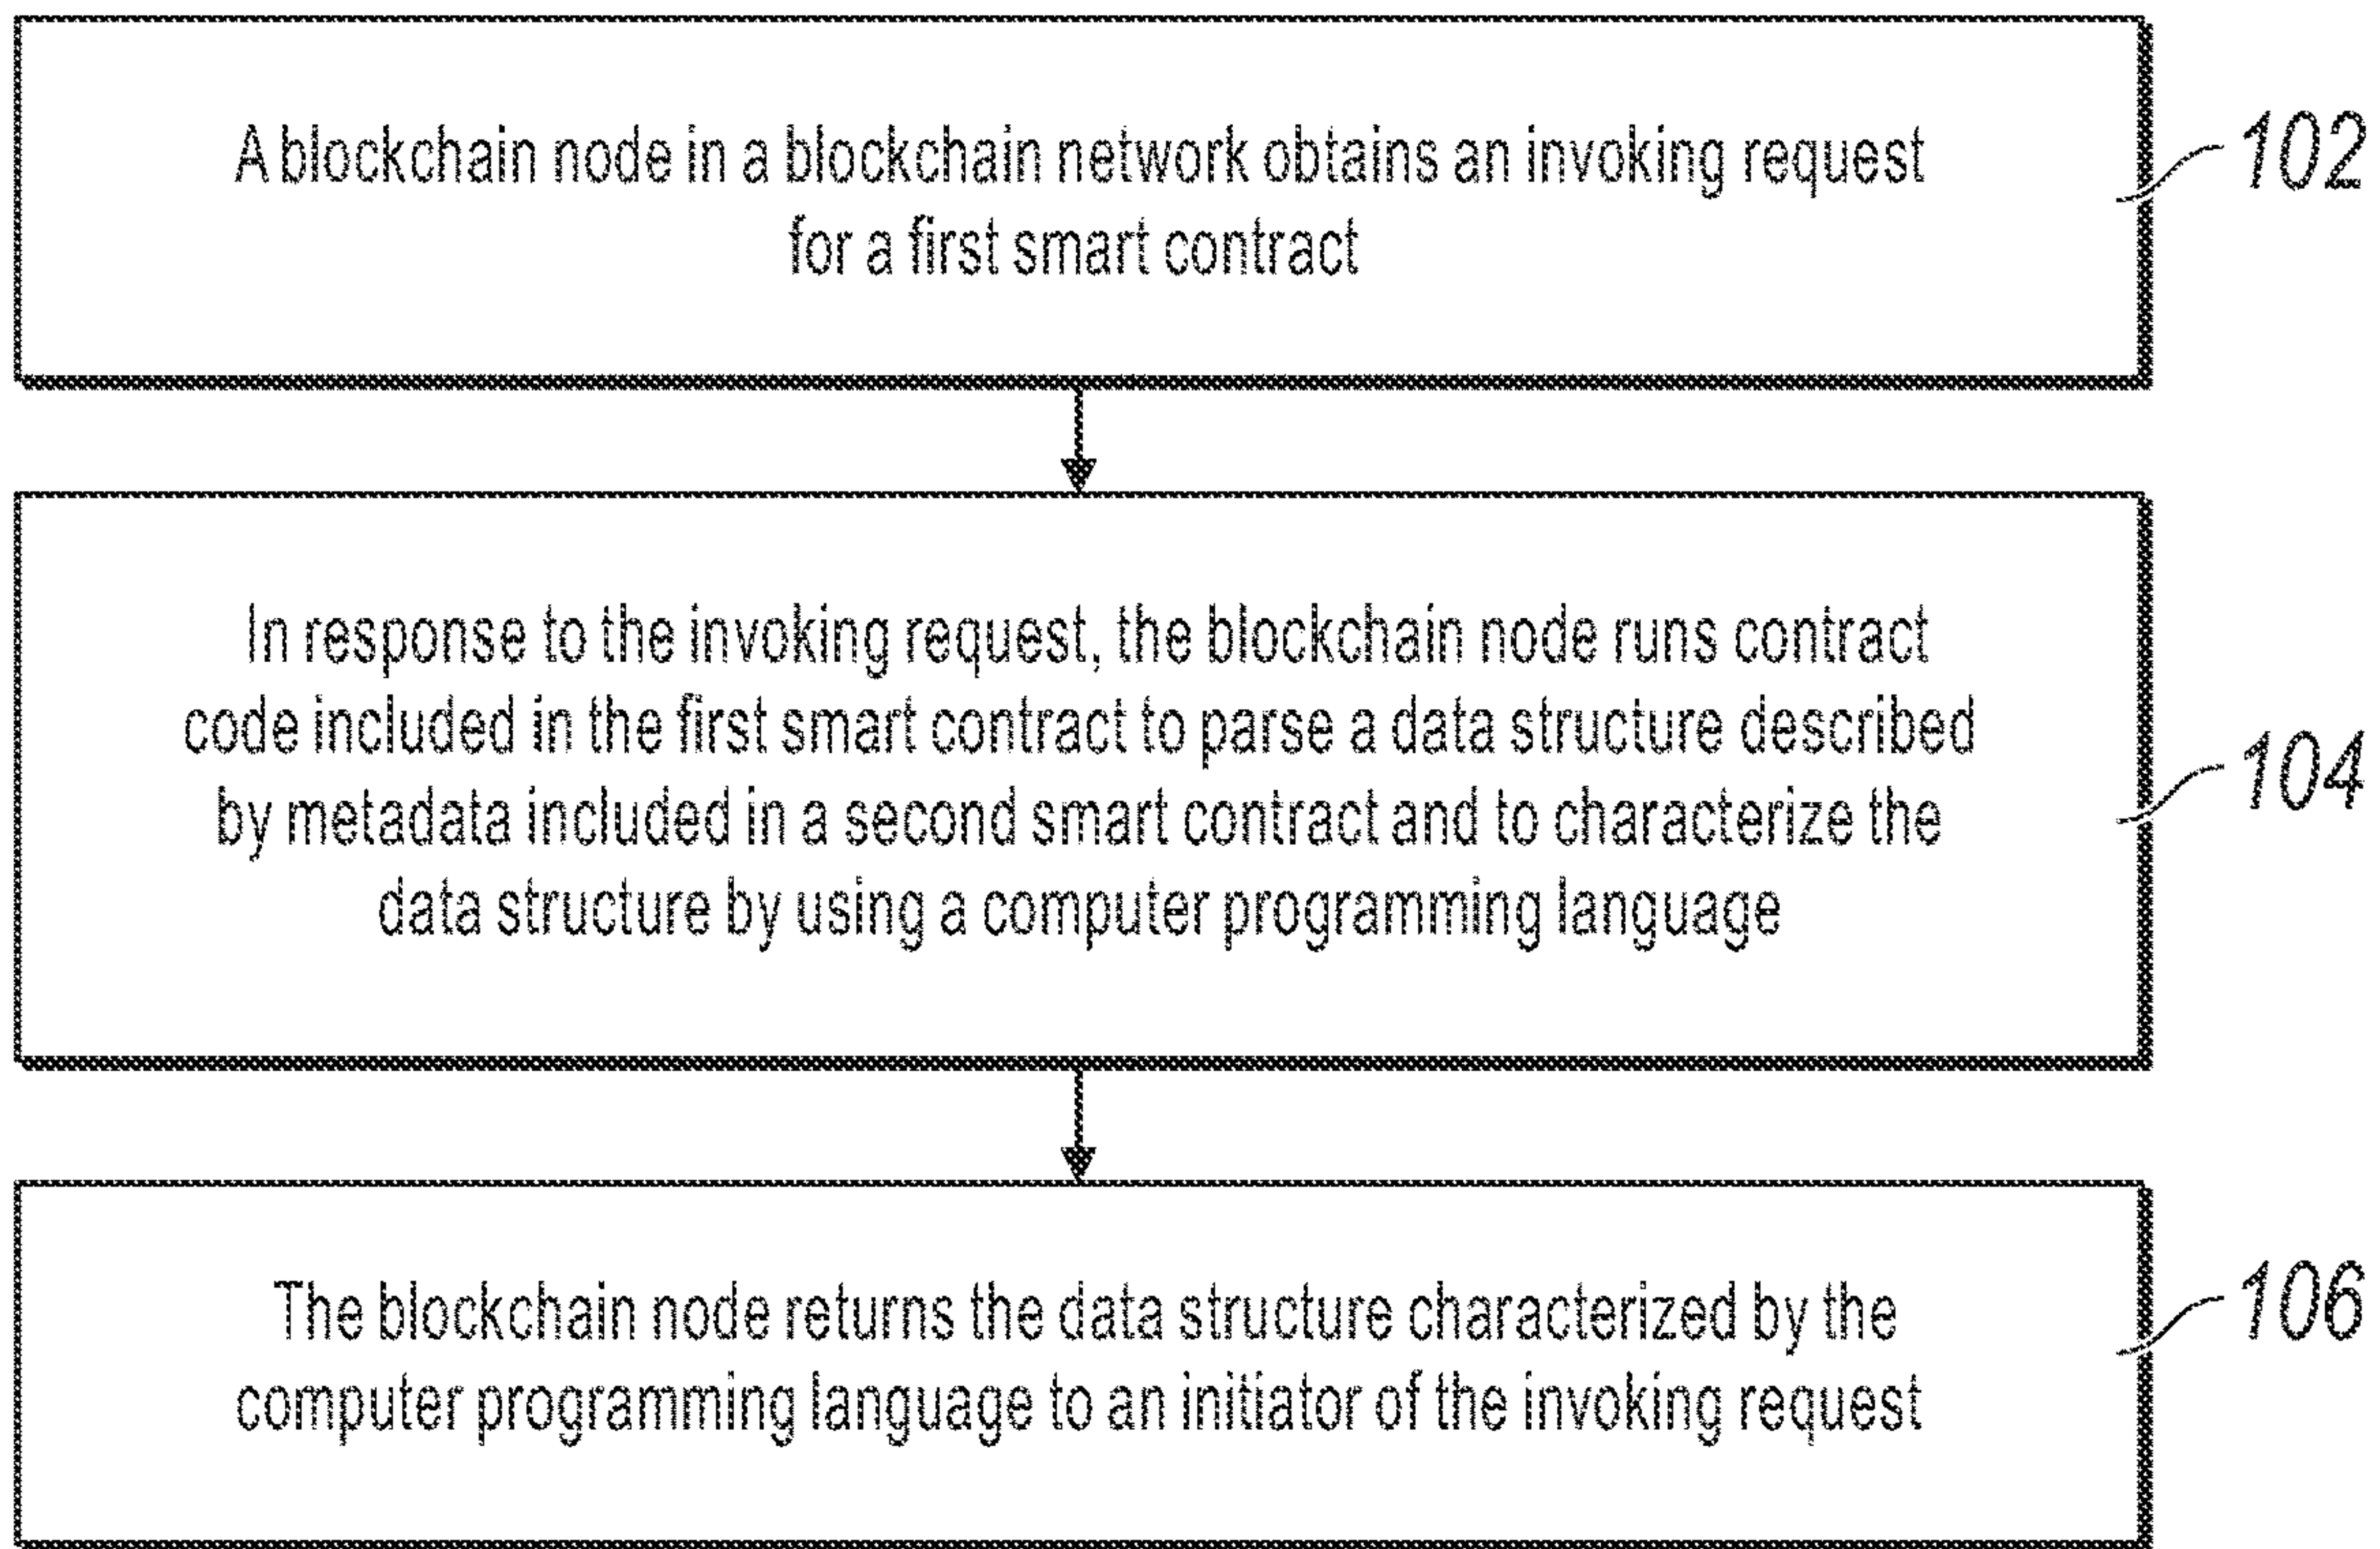 A blockchain node in a blockchain network obtains an invoking request
for a first smart contract
102
In response to the invoking request, the blockchain node runs contract
code included in the first smart contract to parse a data structure described
by metadata included in a second smart contract and to characterize the
data structure by using a computer programming language
104
The blockchain node returns the data structure characterized by the
computer programming language to an initiator of the invoking request
106